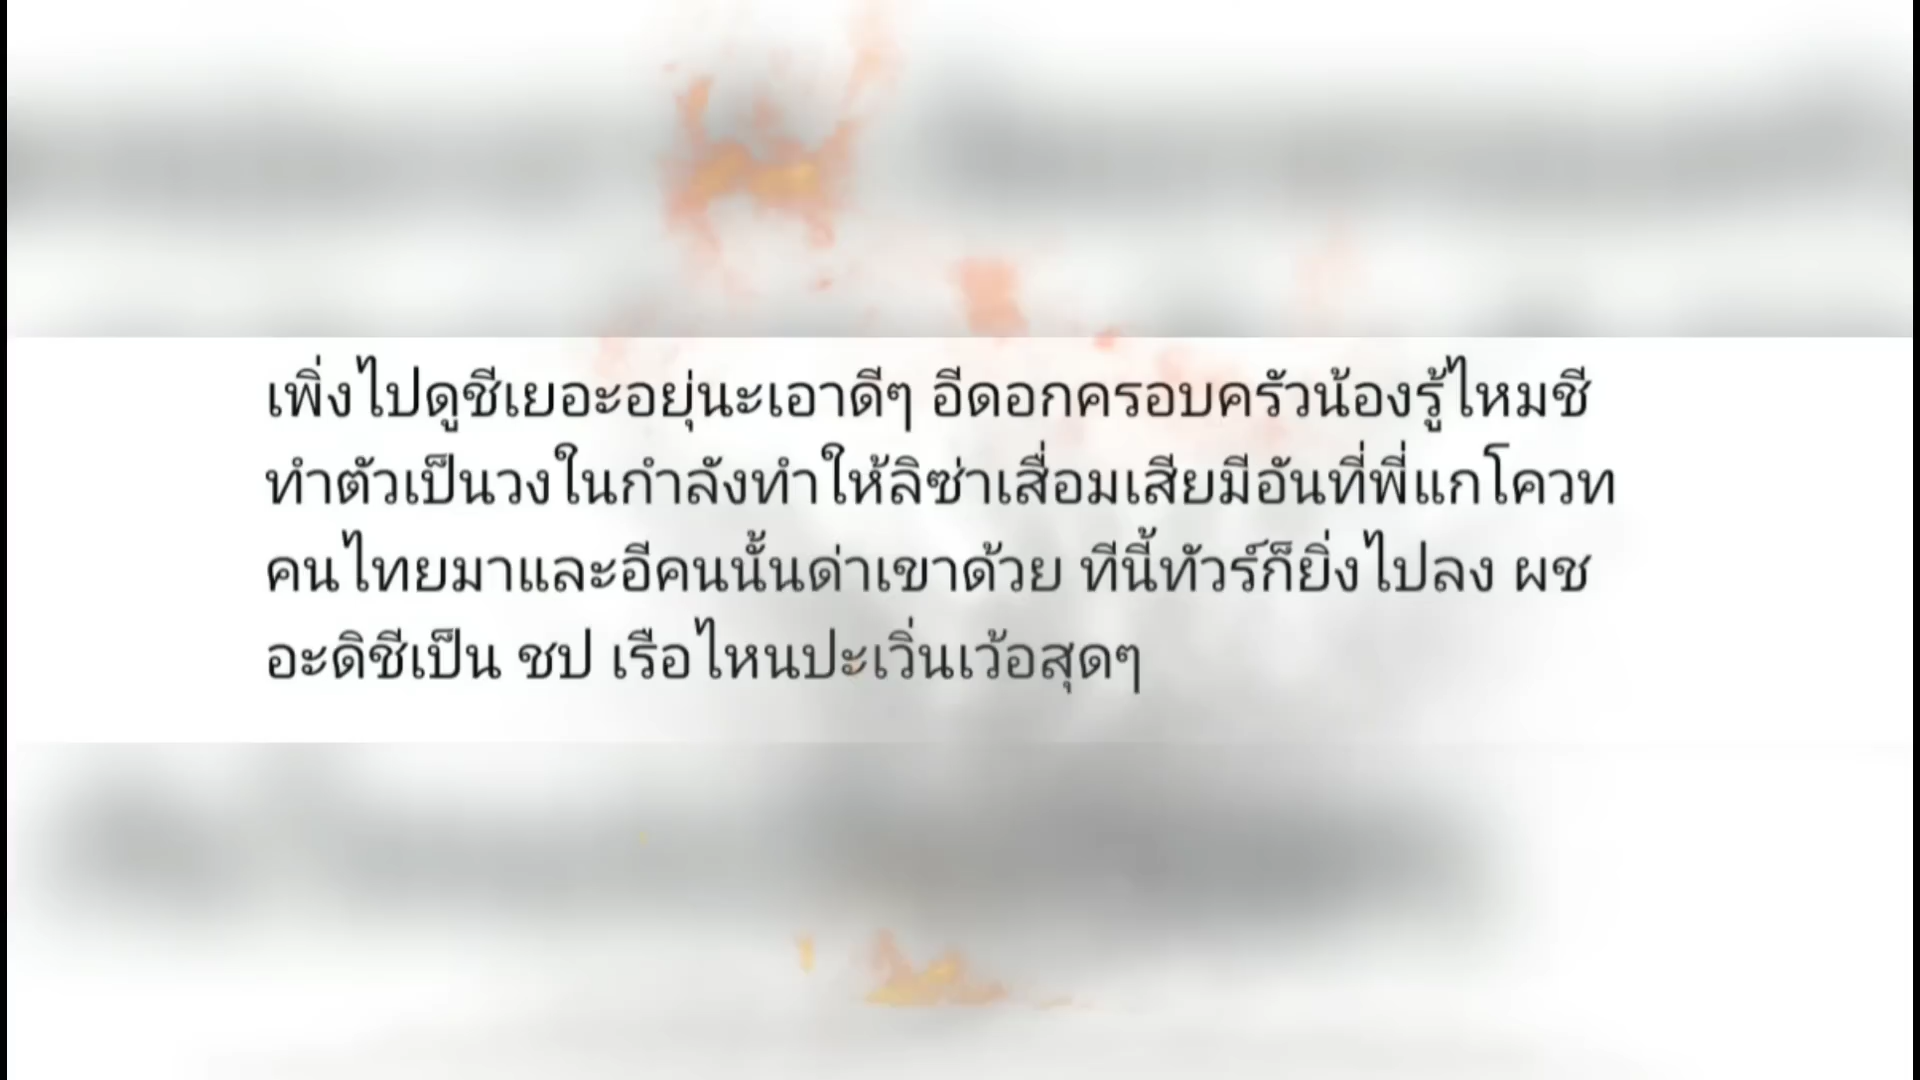 เพิ่งไปดูชีเยอะอยู่นะเอาดีๆ อีดอกครอบครัวน้องรู้ไหมชี
ทำตัวเป็นวงในกำลังทำให้ลิซ่าเสื่อมเสียมีอันที่พี่แกโควท
คนไทยมาและอีคนนั้นด่าเขาด้วย ทีนี้ทัวร์ก็ยิ่งไปลง ผช
อะดิชีเป็น ชป เรือไหนปะเวิ่นเว้อสุดๆ